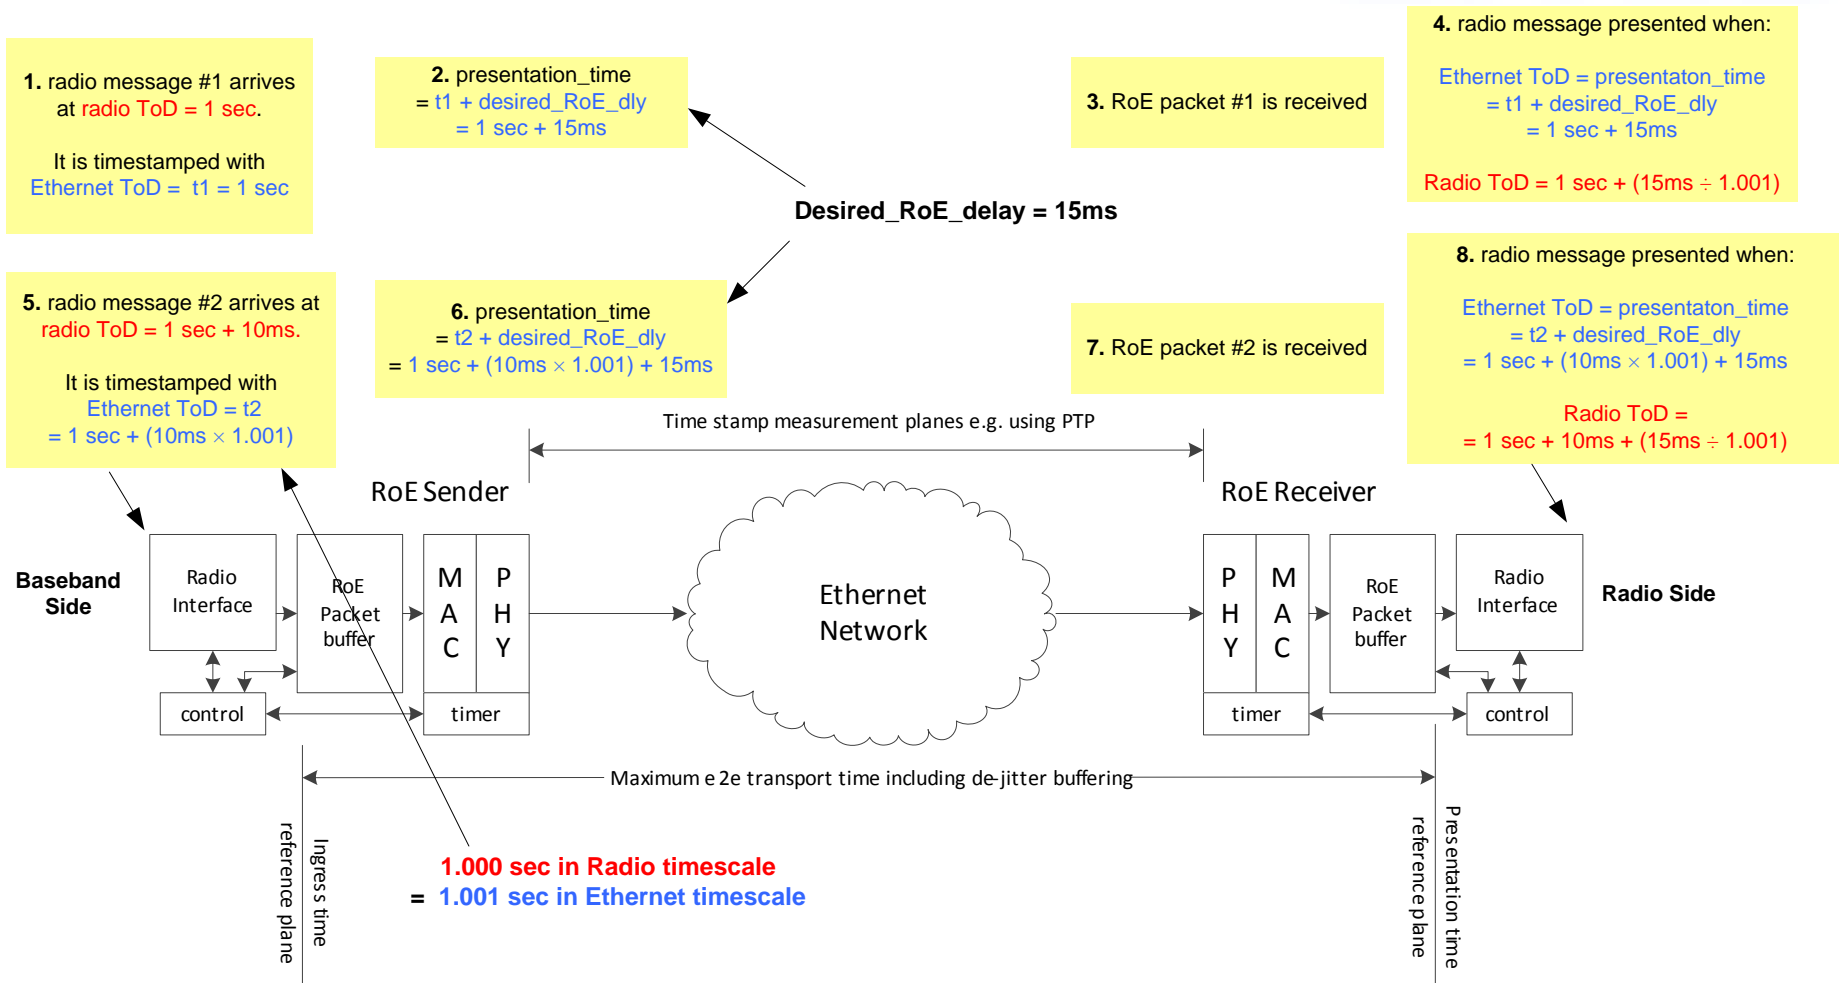 1. radio message #1 arrives
at radio ToD = 1 sec.
It is timestamped with
Ethernet ToD = t1 = 1 sec
2. presentation_time
= t1 + desired_RoE_dly
= 1 sec + 15ms
3. RoE packet #1 is received
4. radio message presented when:
Ethernet ToD = presentaton_time
= t1 + desired_RoE_dly
= 1 sec + 15ms
Radio ToD = 1 sec + (15ms ÷ 1.001)
Desired_RoE_delay = 15ms
5. radio message #2 arrives at
radio ToD = 1 sec + 10ms.
It is timestamped with
Ethernet ToD = t2
= 1 sec + (10ms × 1.001)
6. presentation_time
= t2 + desired_RoE_dly
= 1 sec + (10ms × 1.001) + 15ms
7. RoE packet #2 is received
8. radio message presented when:
Ethernet ToD = presentaton_time
= t2 + desired_RoE_dly
= 1 sec + (10ms × 1.001) + 15ms
Radio ToD =
= 1 sec + 10ms + (15ms ÷ 1.001)
Time stamp measurement planes e.g. using PTP
RoE Sender
RoE Receiver
Baseband
Side
Radio
Interface
RoE
Packet
buffer
MAC
PHY
Ethernet
Network
PHY
MAC
RoE
Packet
buffer
Radio
Interface
Radio Side
control
timer
timer
control
Maximum e2e transport time including de-jitter buffering
Ingress time
reference plane
Presentation time
reference plane
1.000 sec in Radio timescale
= 1.001 sec in Ethernet timescale